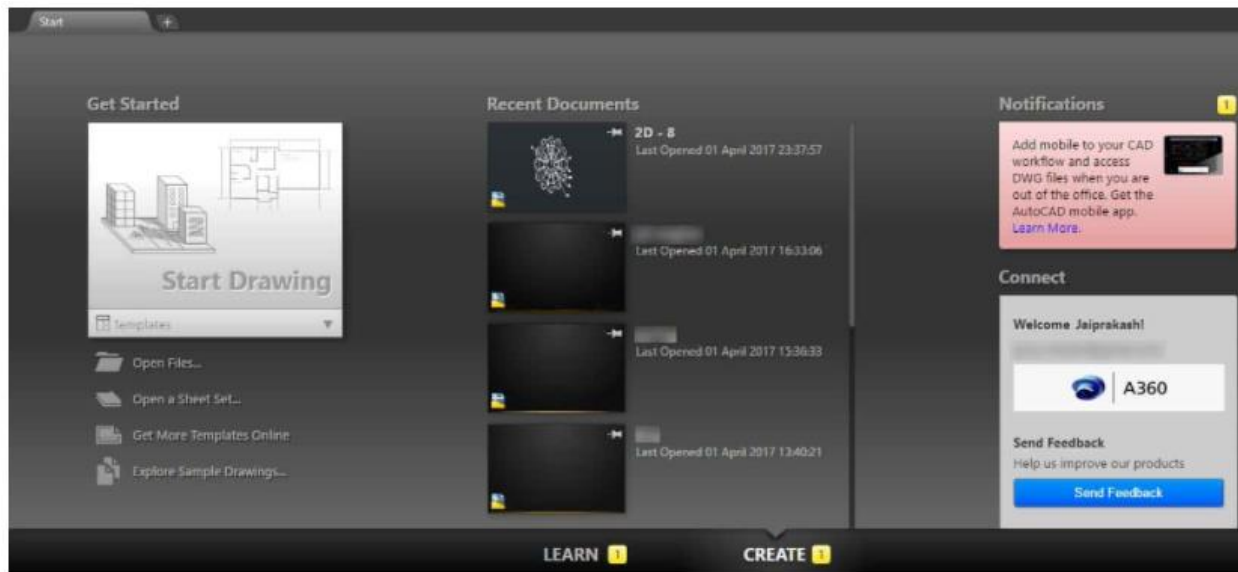 Start
+
Get Started
Start Drawing
Templates
Open Files...
Open a Sheet Set...
Get More Templates Online
Explore Sample Drawings...
Recent Documents
2D - 8
Last Opened 01 April 2017 23:37:57
Last Opened 01 April 2017 16:33:06
Last Opened 01 April 2017 15:36:33
Last Opened 01 April 2017 13:40:21
Notifications 1
Add mobile to your CAD
workflow and access
DWG files when you are
out of the office. Get the
AutoCAD mobile app.
Learn More.
Connect
Welcome Jaiprakash!
A360
Send Feedback
Help us improve our products
Send Feedback
LEARN 1
CREATE 1